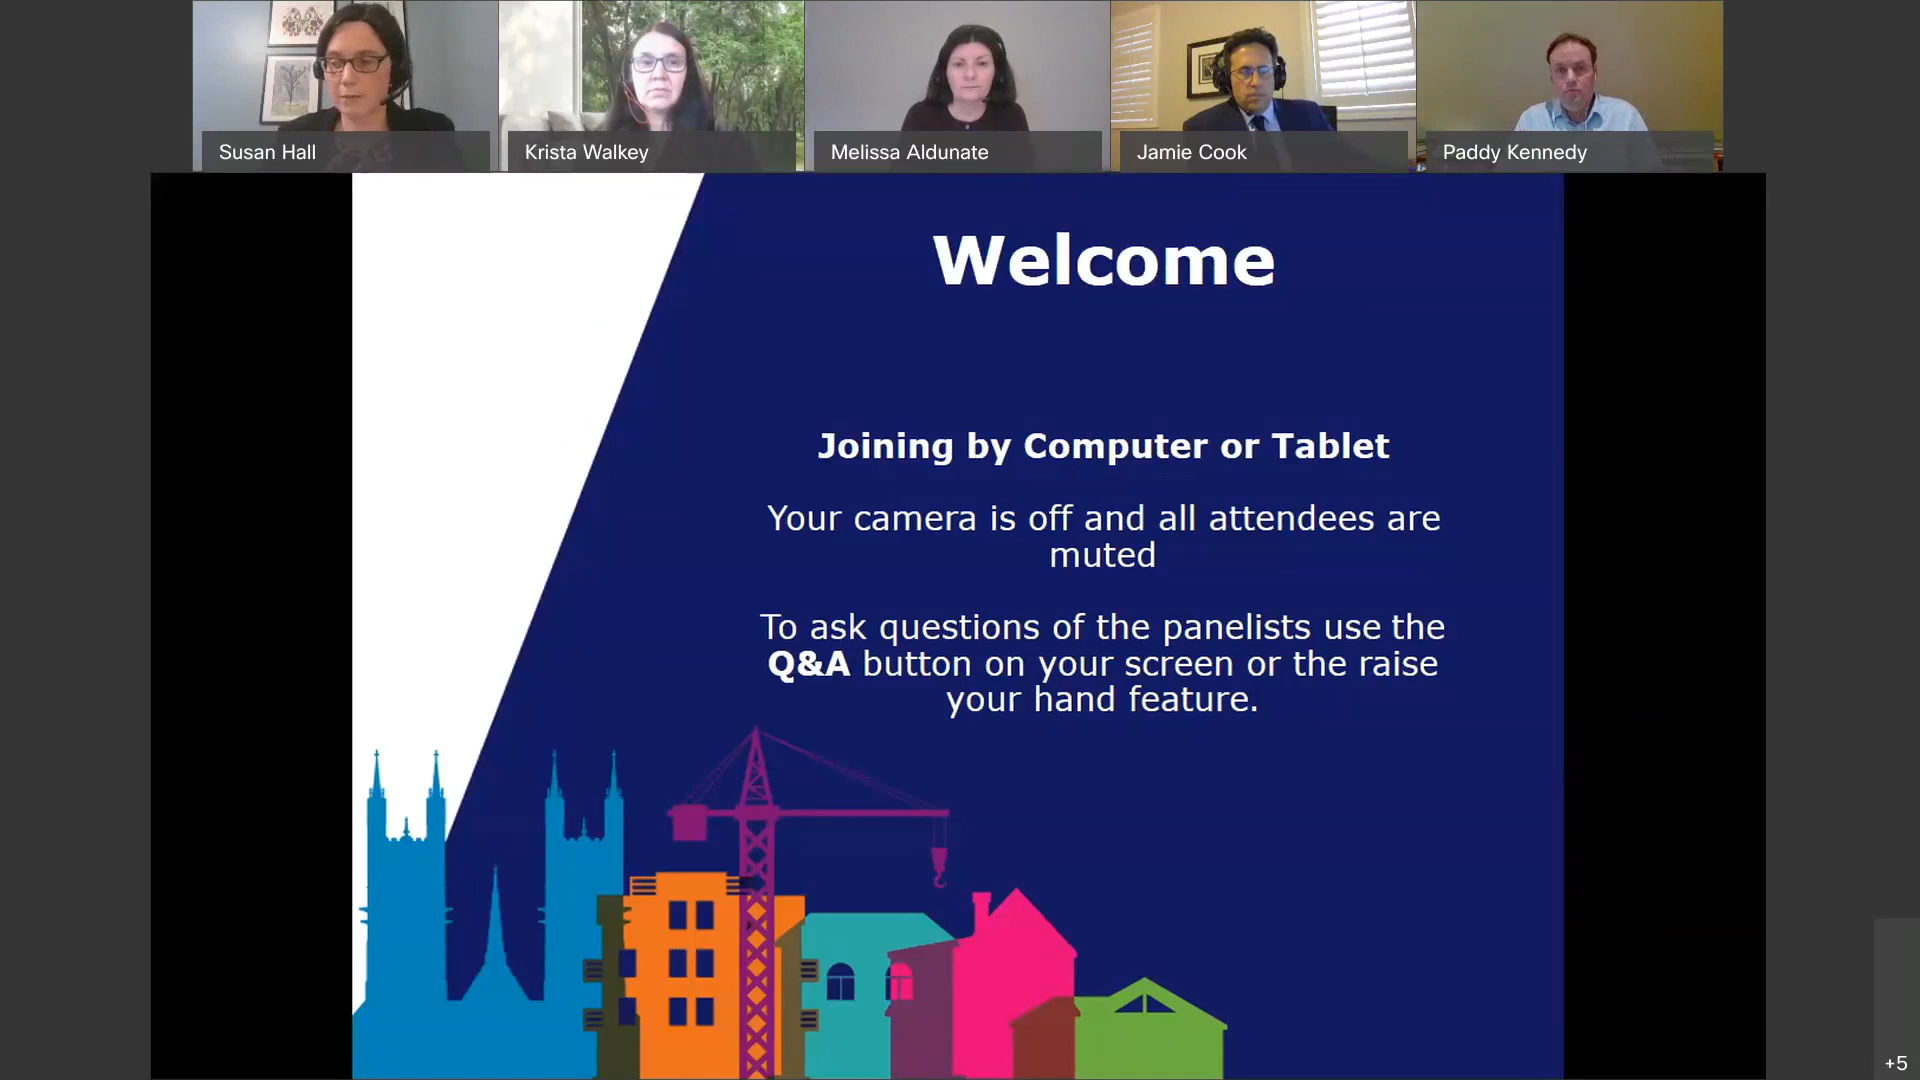 Susan Hall
Krista Walkey
Melissa Aldunate
Jamie Cook
Paddy Kennedy
Welcome
Joining by Computer or Tablet
Your camera is off and all attendees are
muted
To ask questions of the panelists use the
Q&A button on your screen or the raise
your hand feature.
+5